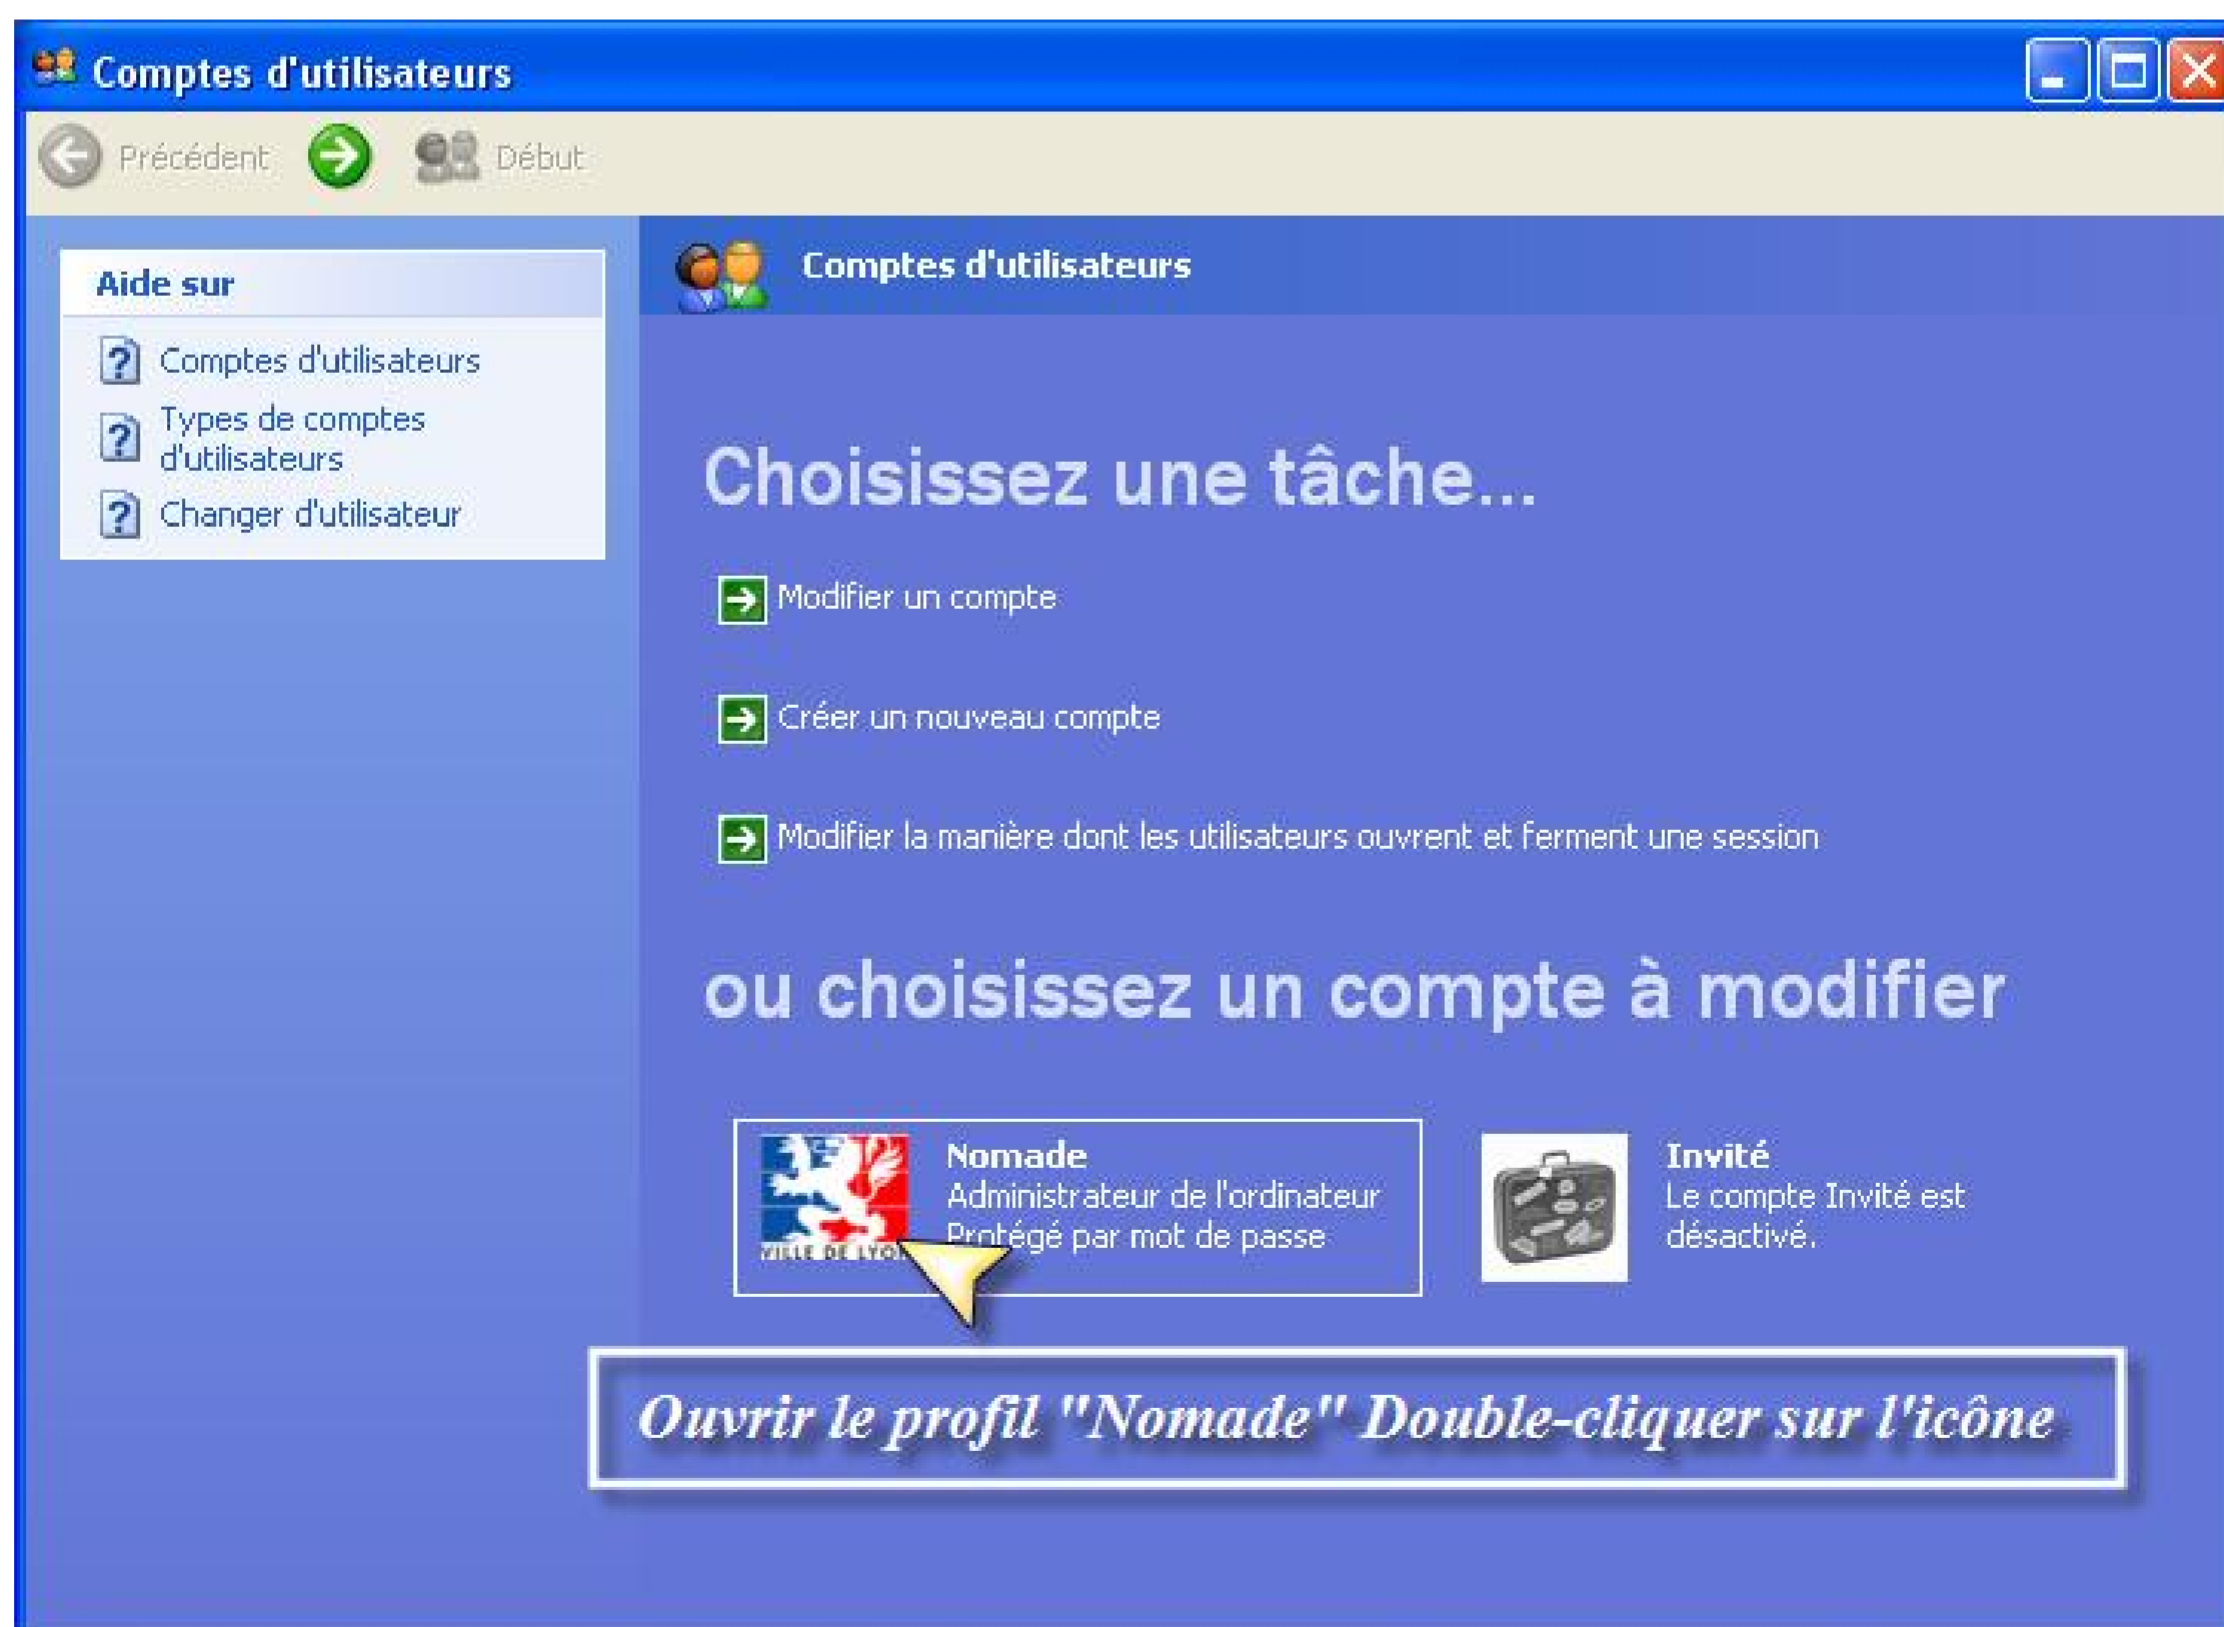 Comptes d'utilisateurs
Précédent
Début
Aide sur
Comptes d'utilisateurs
Types de comptes
d'utilisateurs
Changer d'utilisateur
Comptes d'utilisateurs
Choisissez une tâche...
Modifier un compte
Créer un nouveau compte
Modifier la manière dont les utilisateurs ouvrent et ferment une session
ou choisissez un compte à modifier
VILLE DE LYO
Nomade
Administrateur de l'ordinateur
Protégé par mot de passe
Invité
Le compte Invité est
désactivé.
Ouvrir le profil "Nomade" Double-cliquer sur l'icône